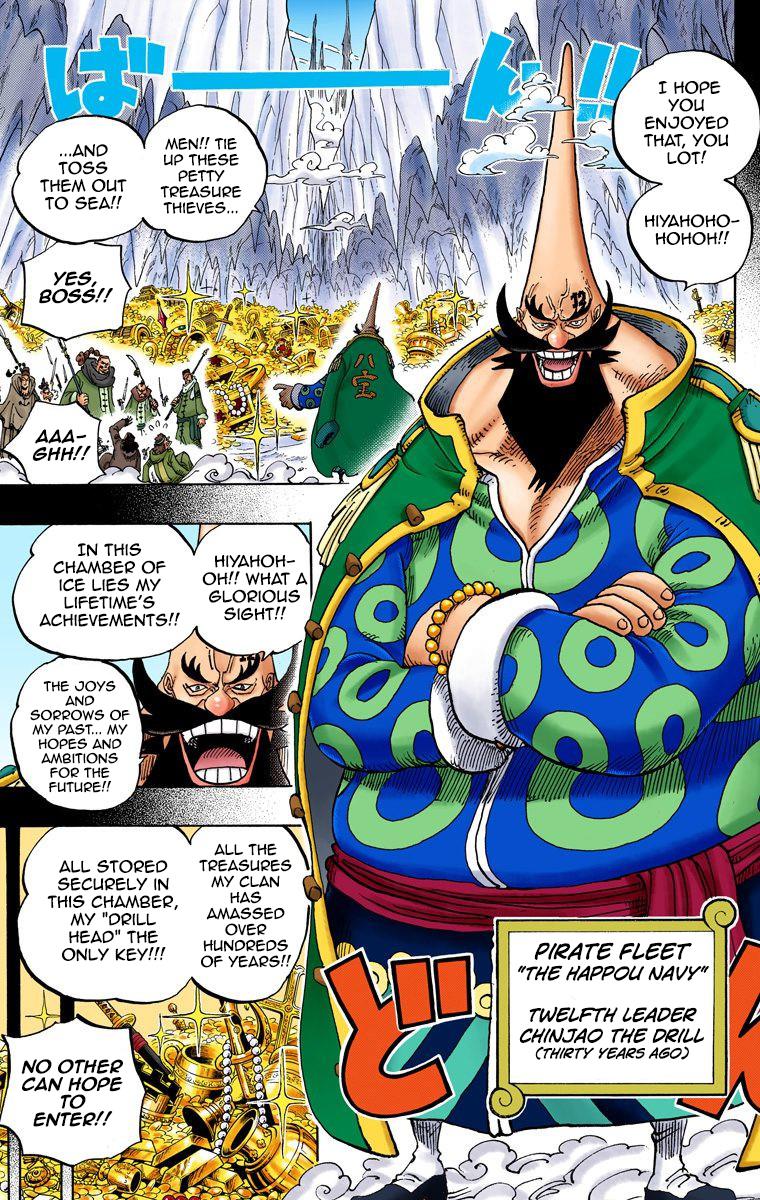 ばーん!!
I HOPE
YOU
ENJOYED
THAT, YOU
LOT!
HIYAHOHO-
HOHOH!!
MEN!! TIE
UP THESE
PETTY
TREASURE
THIEVES...
...AND
TOSS
THEM OUT
TO SEA!!
YES,
BOSS!!
12
八宝
AAA-
GHH!!
HIYAHOH-
OH!! WHAT A
GLORIOUS
SIGHT!!
IN THIS
CHAMBER OF
ICE LIES MY
LIFETIME'S
ACHIEVEMENTS!!
THE JOYS
AND
SORROWS OF
MY PAST... MY
HOPES AND
AMBITIONS
FOR THE
FUTURE!!
ALL THE
TREASURES
MY CLAN
HAS
AMASSED
OVER
HUNDREDS
OF YEARS!!
ALL STORED
SECURELY IN
THIS CHAMBER,
MY "DRILL
HEAD" THE
ONLY KEY!!!
NO OTHER
CAN HOPE
TO
ENTER!!
PIRATE FLEET
"THE HAPPOU NAVY"
TWELFTH LEADER
CHINJAO THE DRILL
(THIRTY YEARS AGO)
どん